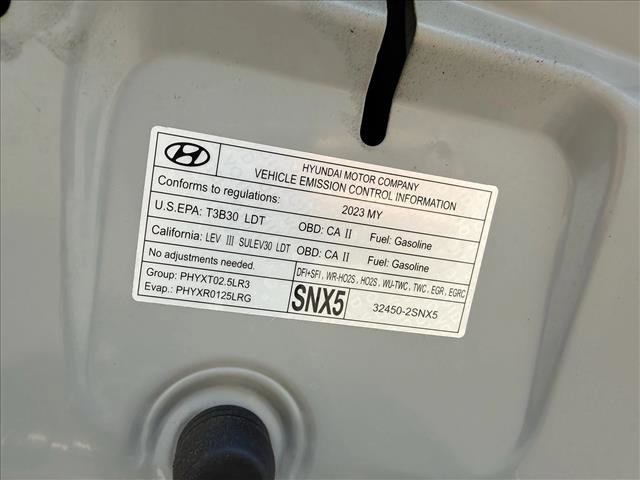 HYUNDAI MOTOR COMPANY
VEHICLE EMISSION CONTROL INFORMATION
Conforms to regulations: 2023 MY
U.S.EPA: T3B30 LDT OBD: CA II Fuel: Gasoline
California: LEV III SULEV30 LDT OBD: CA II Fuel: Gasoline
No adjustments needed.
DFI+SFI, WR-HO2S, HO2S, WU-TWC, TWC, EGR, EGRC
Group: PHYXT02.5LR3
Evap.: PHYXR0125LRG
SNX5
32450-2SNX5